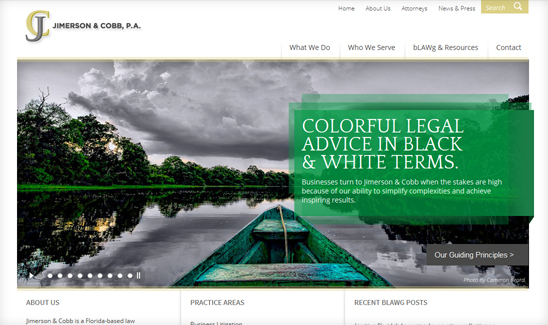 Home
About Us
Attorneys
News & Press
Search
JC
JIMERSON & COBB, P.A.
What We Do
Who We Serve
bLAWg & Resources
Contact
COLORFUL LEGAL
ADVICE IN BLACK
& WHITE TERMS.
Businesses turn to Jimerson & Cobb when the stakes are high
because of our ability to simplify complexities and achieve
inspiring results.
Our Guiding Principles >
Photo By Cameron Beard
ABOUT US
PRACTICE AREAS
RECENT BLAWG POSTS
Jimerson & Cobb is a Florida-based law
Business Litigation